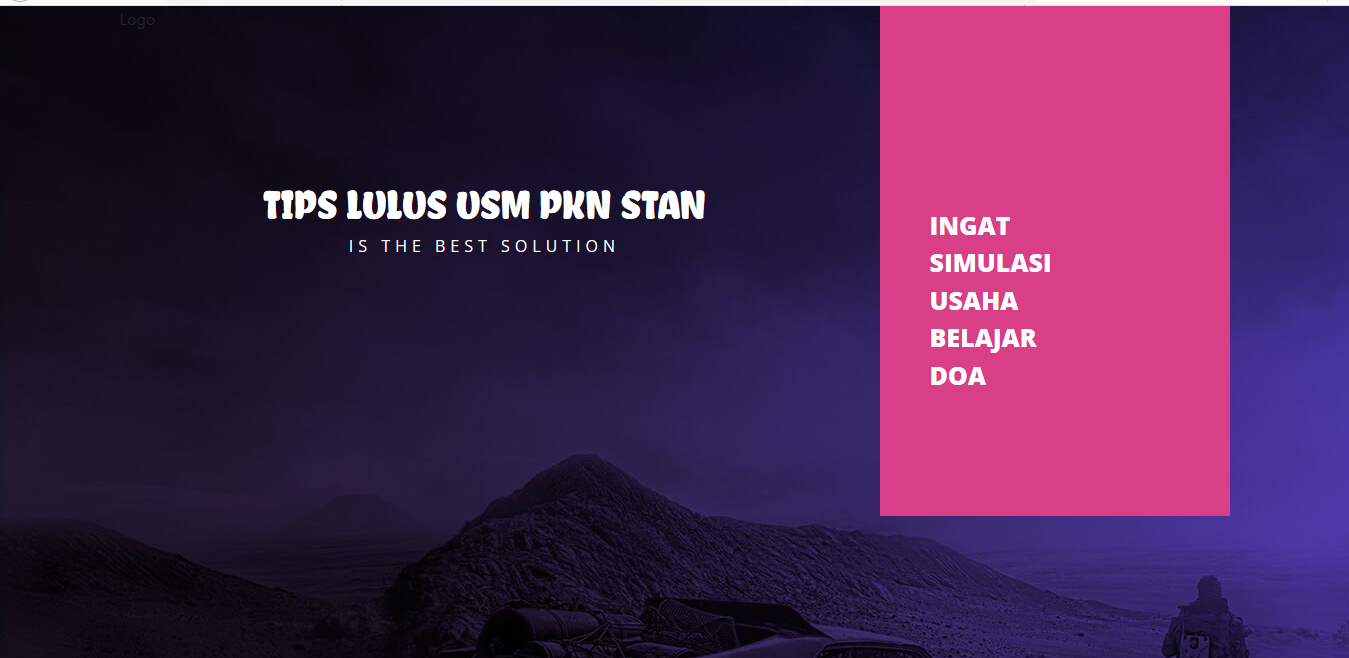 Logo
TIPS LULUS USM PKN STAN
IS THE BEST SOLUTION
INGAT
SIMULASI
USAHA
BELAJAR
DOA